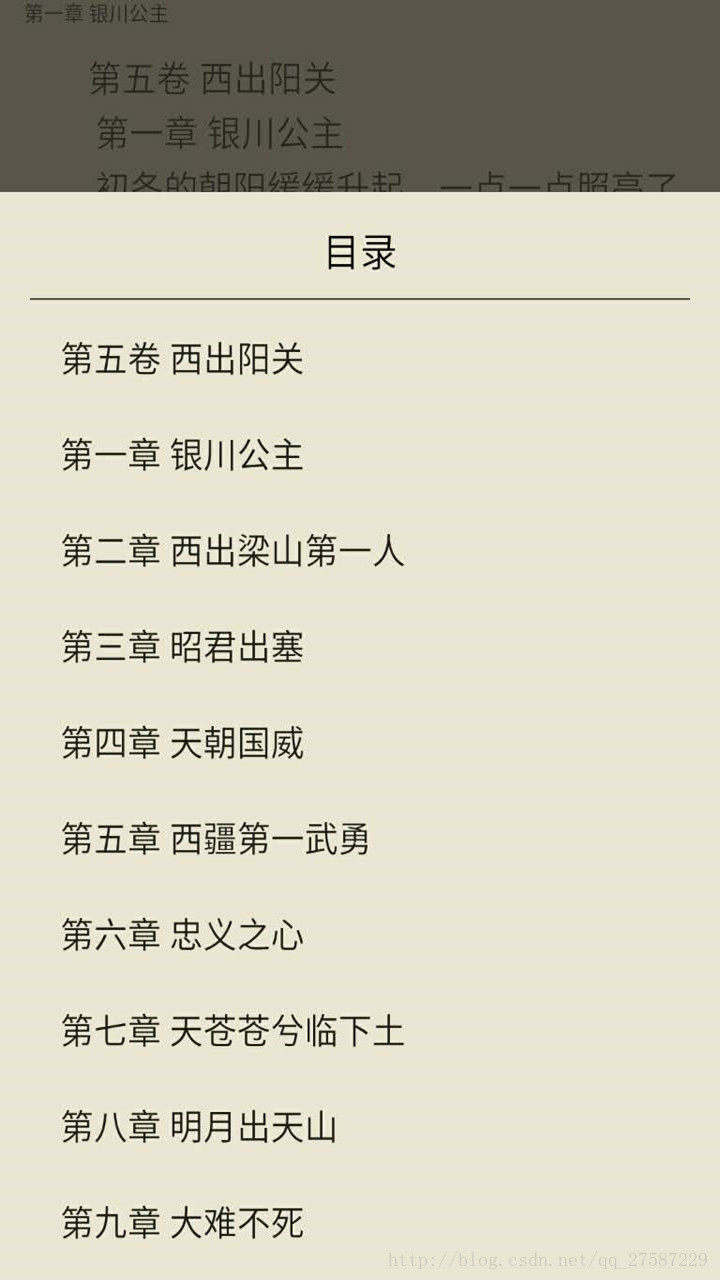 第一章 银川公主
第五卷 西出阳关
第一章 银川公主
初冬的朝阳缓缓升起，一点一点照亮了
目录
第五卷 西出阳关
第一章 银川公主
第二章 西出梁山第一人
第三章 昭君出塞
第四章 天朝国威
第五章 西疆第一武勇
第六章 忠义之心
第七章 天苍苍兮临下土
第八章 明月出天山
第九章 大难不死
http://blog.csdn.net/qq_27587229